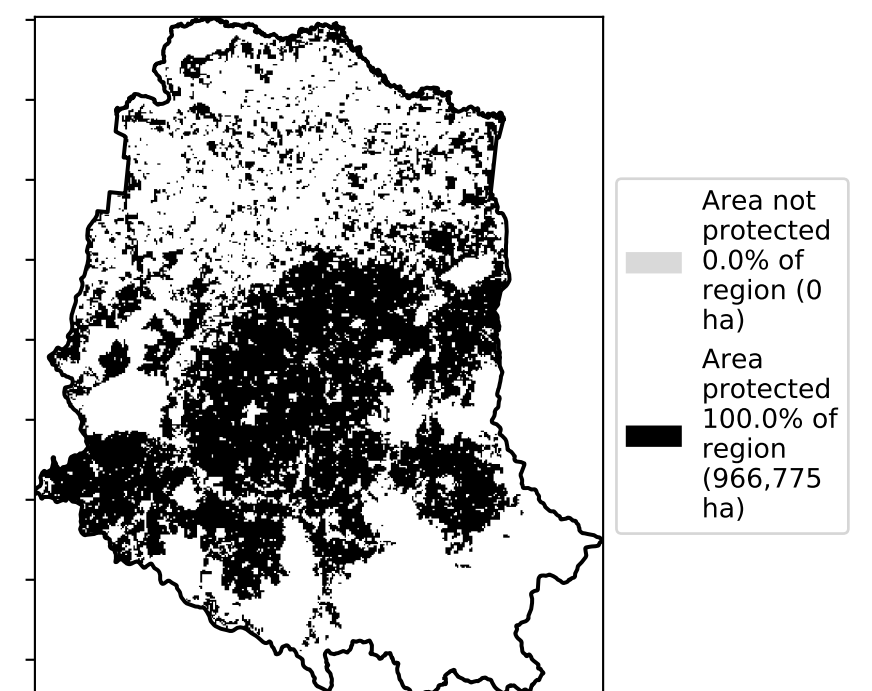 Area not
protected
0.0% of
region (0
ha)
Area
protected
100.0% of
region
(966,775
ha)